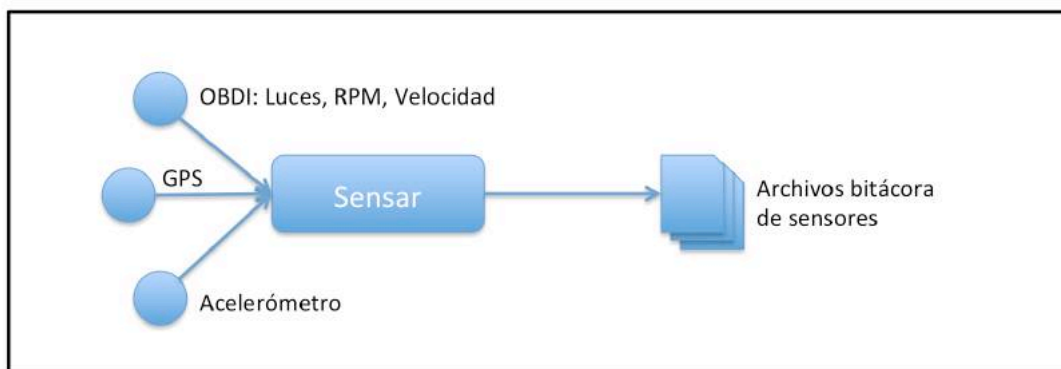 OBDI: Luces, RPM, Velocidad
GPS
Sensar
Archivos bitácora
de sensores
Acelerómetro